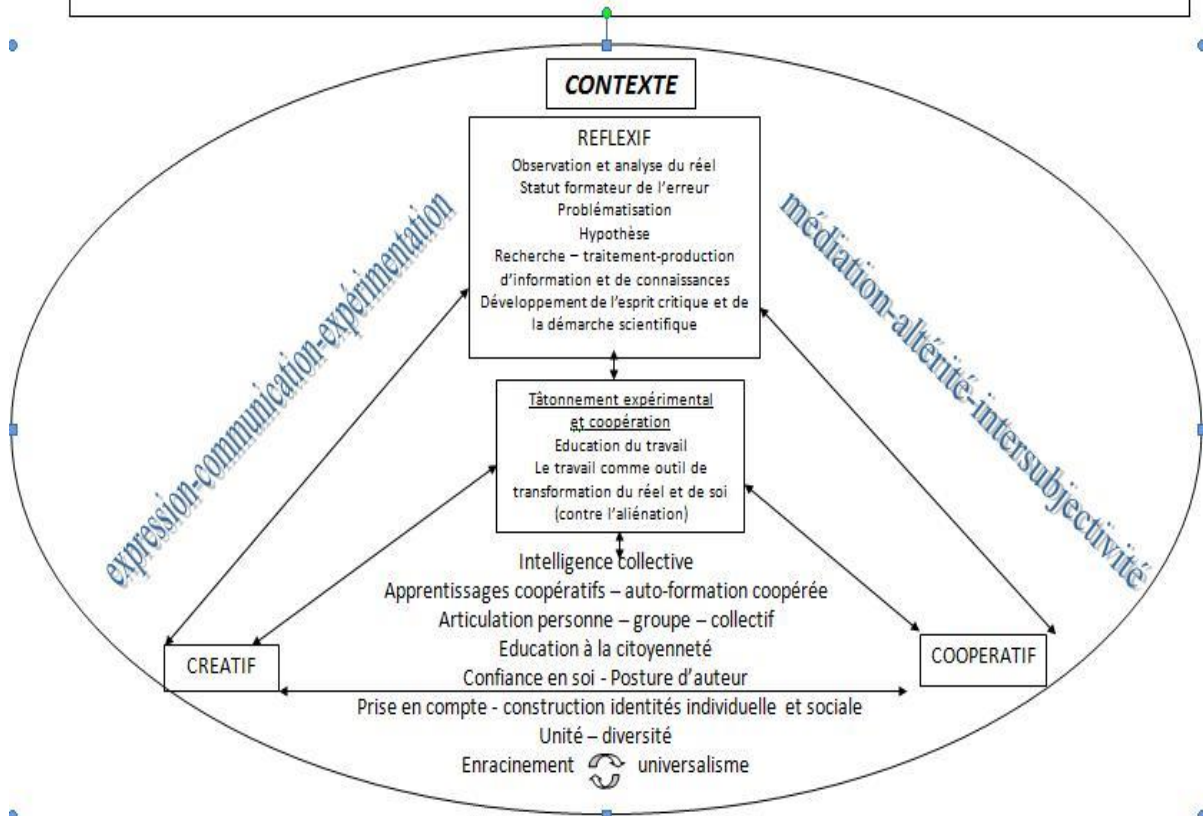 CONTEXTE
REFLEXIF
Observation et analyse du réel
Statut formateur de l'erreur
Problématisation
Hypothèse
Recherche – traitement-production
d'information et de connaissances
Développement de l'esprit critique et de
la démarche scientifique
expression-communication-expérimentation
médiation-altérité-intersubjectivité
Tâtonnement expérimental
et coopération
Education du travail
Le travail comme outil de
transformation du réel et de soi
(contre l'aliénation)
Intelligence collective
Apprentissages coopératifs – auto-formation coopérée
Articulation personne – groupe – collectif
Education à la citoyenneté
CREATIF
COOPERATIF
Confiance en soi - Posture d'auteur
Prise en compte - construction identités individuelle et sociale
Unité – diversité
Enracinement universalisme